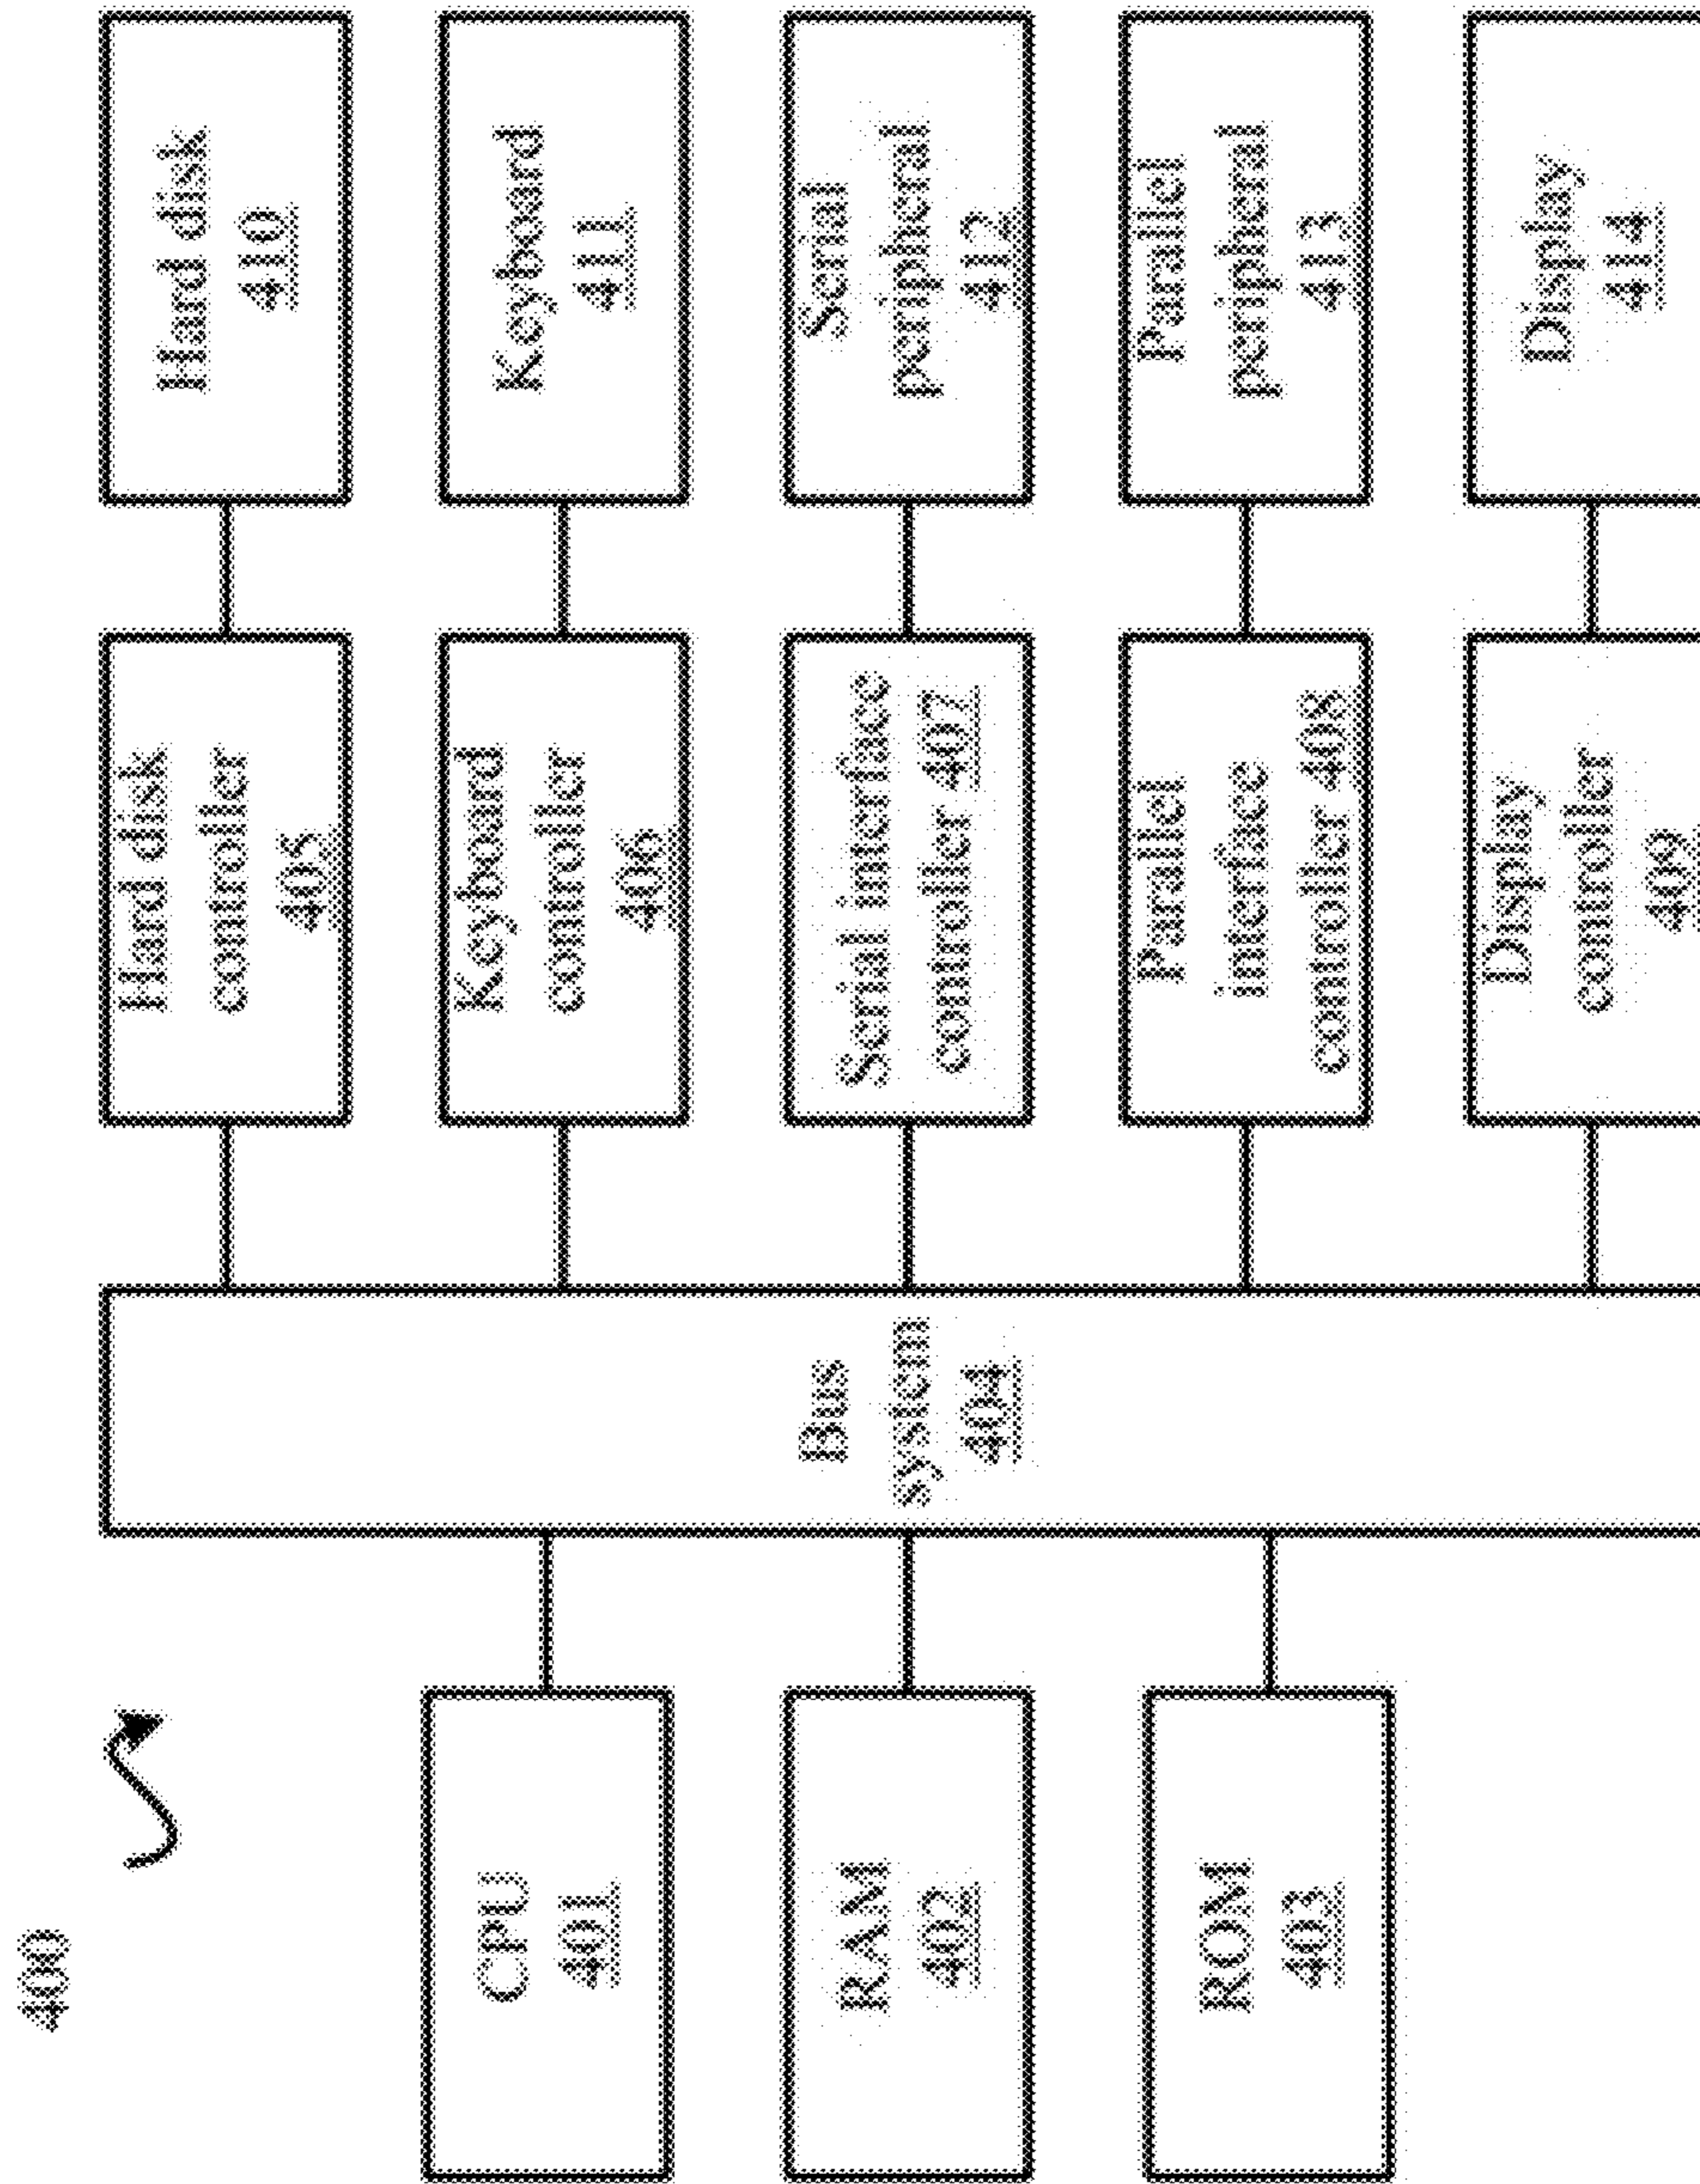 400
CPU
401
RAM
402
ROM
403
Bus
system
404
Hard disk
controller
405
Keyboard
controller
406
Serial interface
controller 407
Parallel
interface
controller 408
Display
controller
409
Hard disk
410
Keyboard
411
Serial
peripheral
412
Parallel
peripheral
413
Display
414